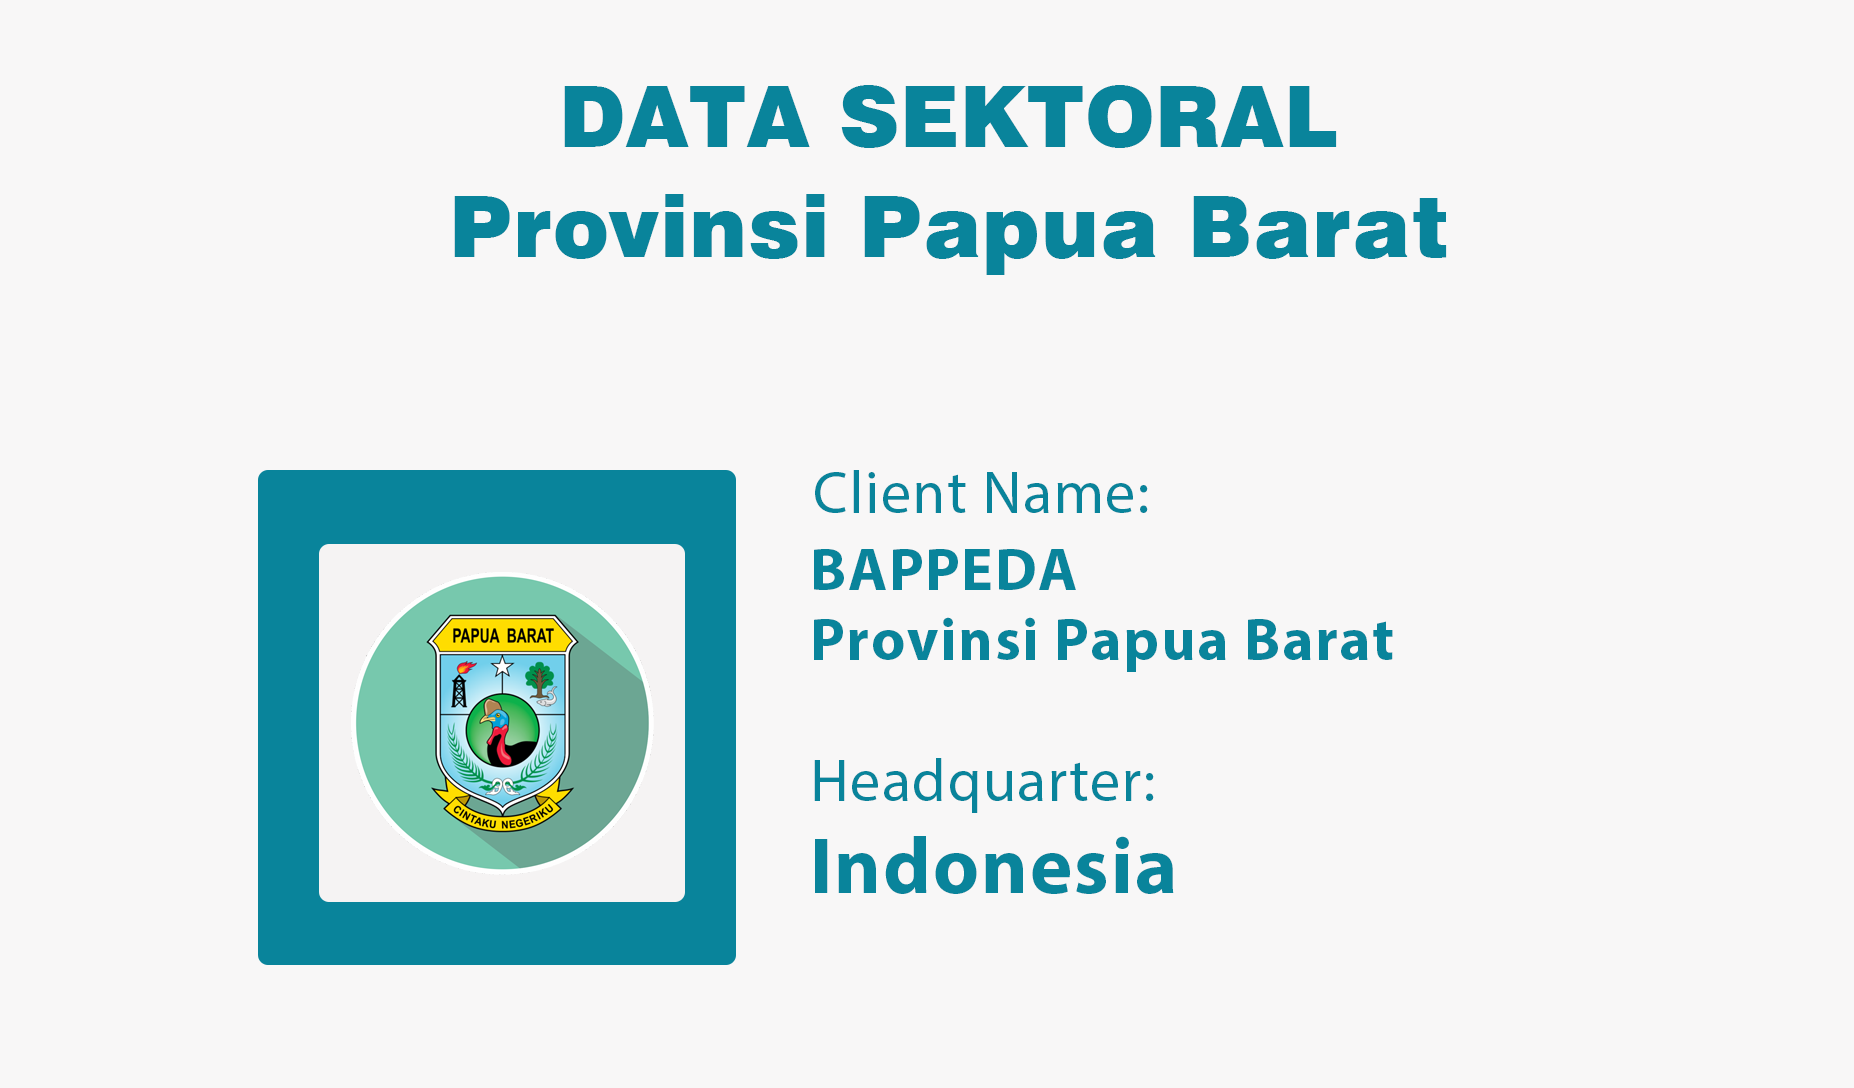 DATA SEKTORAL
Provinsi Papua Barat
Client Name:
BAPPEDA
Provinsi Papua Barat
Headquarter:
Indonesia
PAPUA BARAT
CINTAKU NEGERIKU